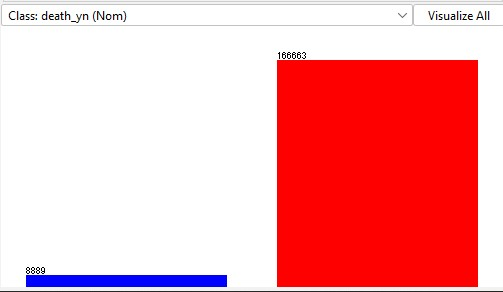 Class: death_yn (Nom)
Visualize All
166663
8889